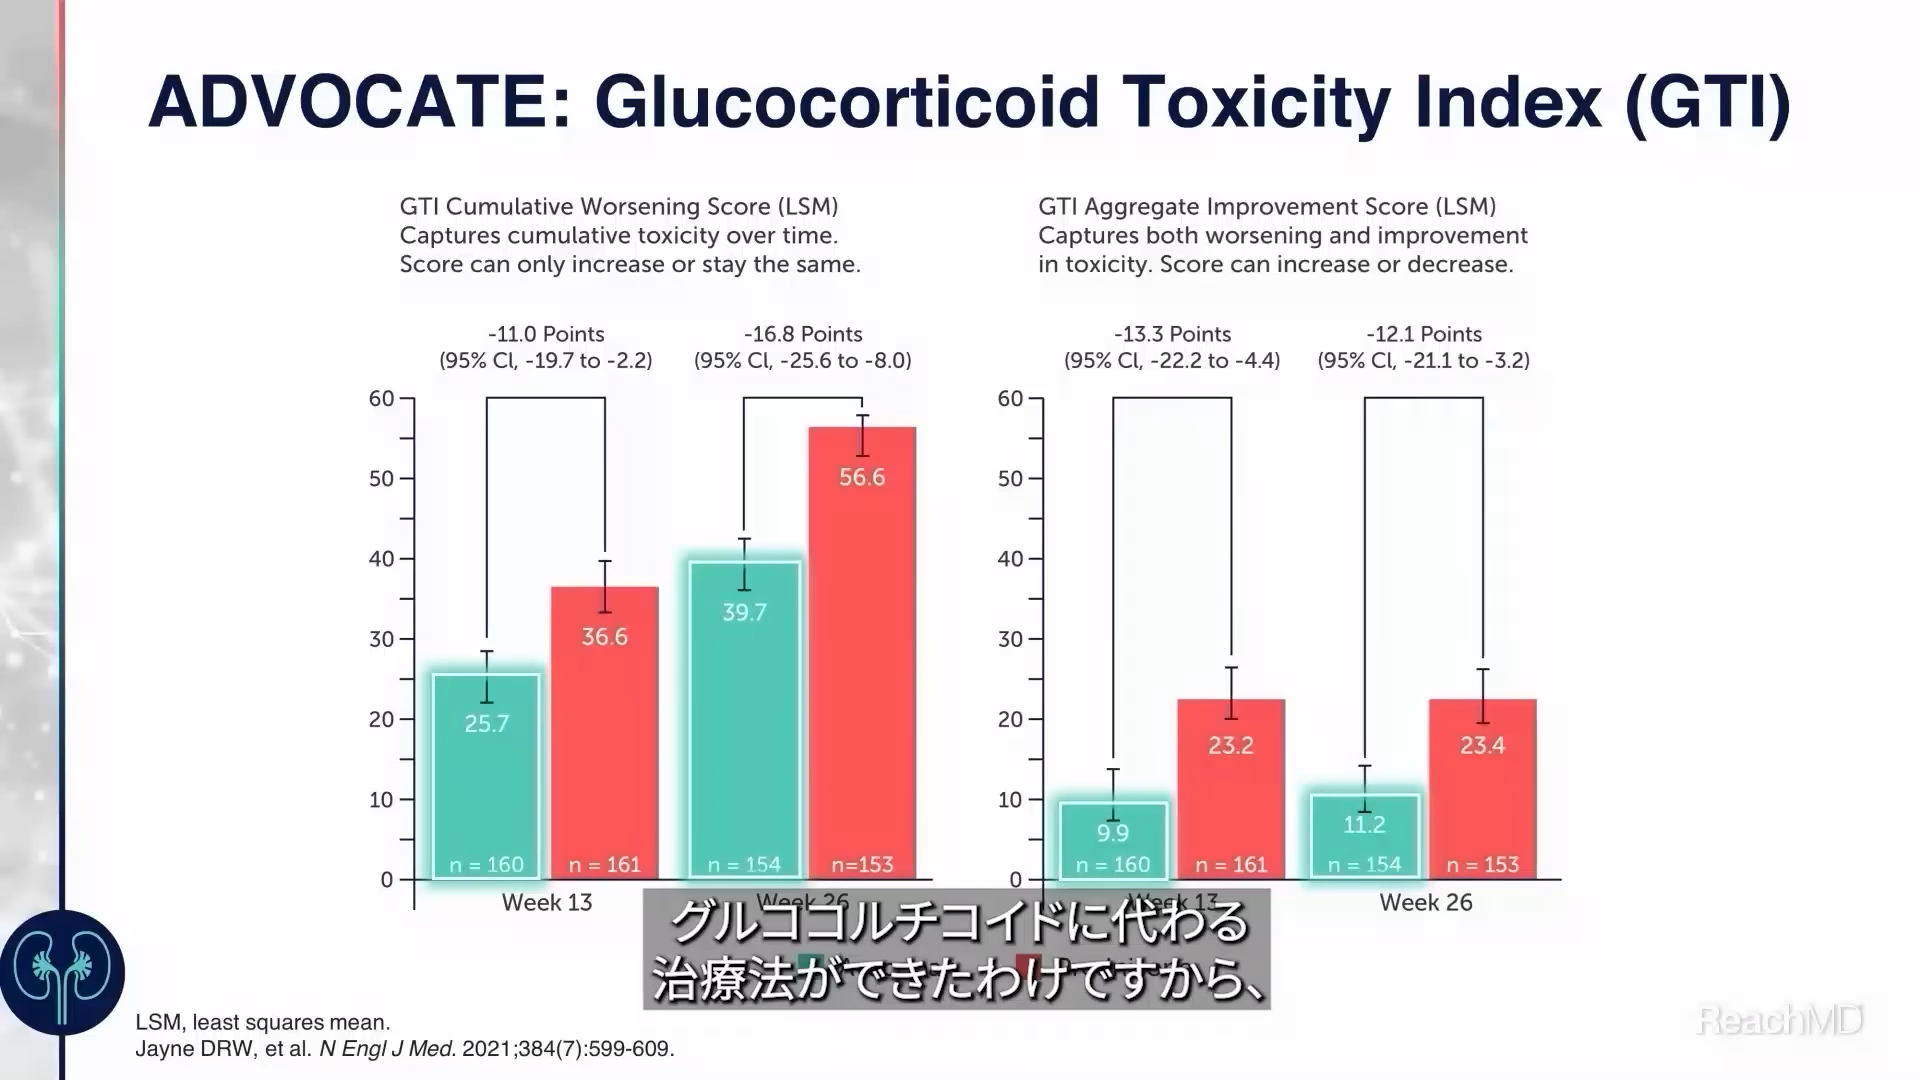 ADVOCATE: Glucocorticoid Toxicity Index (GTI)
GTI Cumulative Worsening Score (LSM)
Captures cumulative toxicity over time.
Score can only increase or stay the same.
-11.0 Points
(95% Cl, -19.7 to -2.2)
-16.8 Points
(95% Cl, -25.6 to -8.0)
60
50
40
30
20
10
0
25.7
n = 160
36.6
n = 161
39.7
n = 154
56.6
n=153
Week 13
Week 26
GTI Aggregate Improvement Score (LSM)
Captures both worsening and improvement
in toxicity. Score can increase or decrease.
-13.3 Points
(95% Cl, -22.2 to -4.4)
-12.1 Points
(95% Cl, -21.1 to -3.2)
60
50
40
30
20
10
0
9.9
n = 160
23.2
n = 161
11.2
n = 154
23.4
n = 153
Week 13
Week 26
グルココルチコイドに代わる
治療法ができたわけですから、
LSM, least squares mean.
Jayne DRW, et al. N Engl J Med. 2021;384(7):599-609.
ReachMD